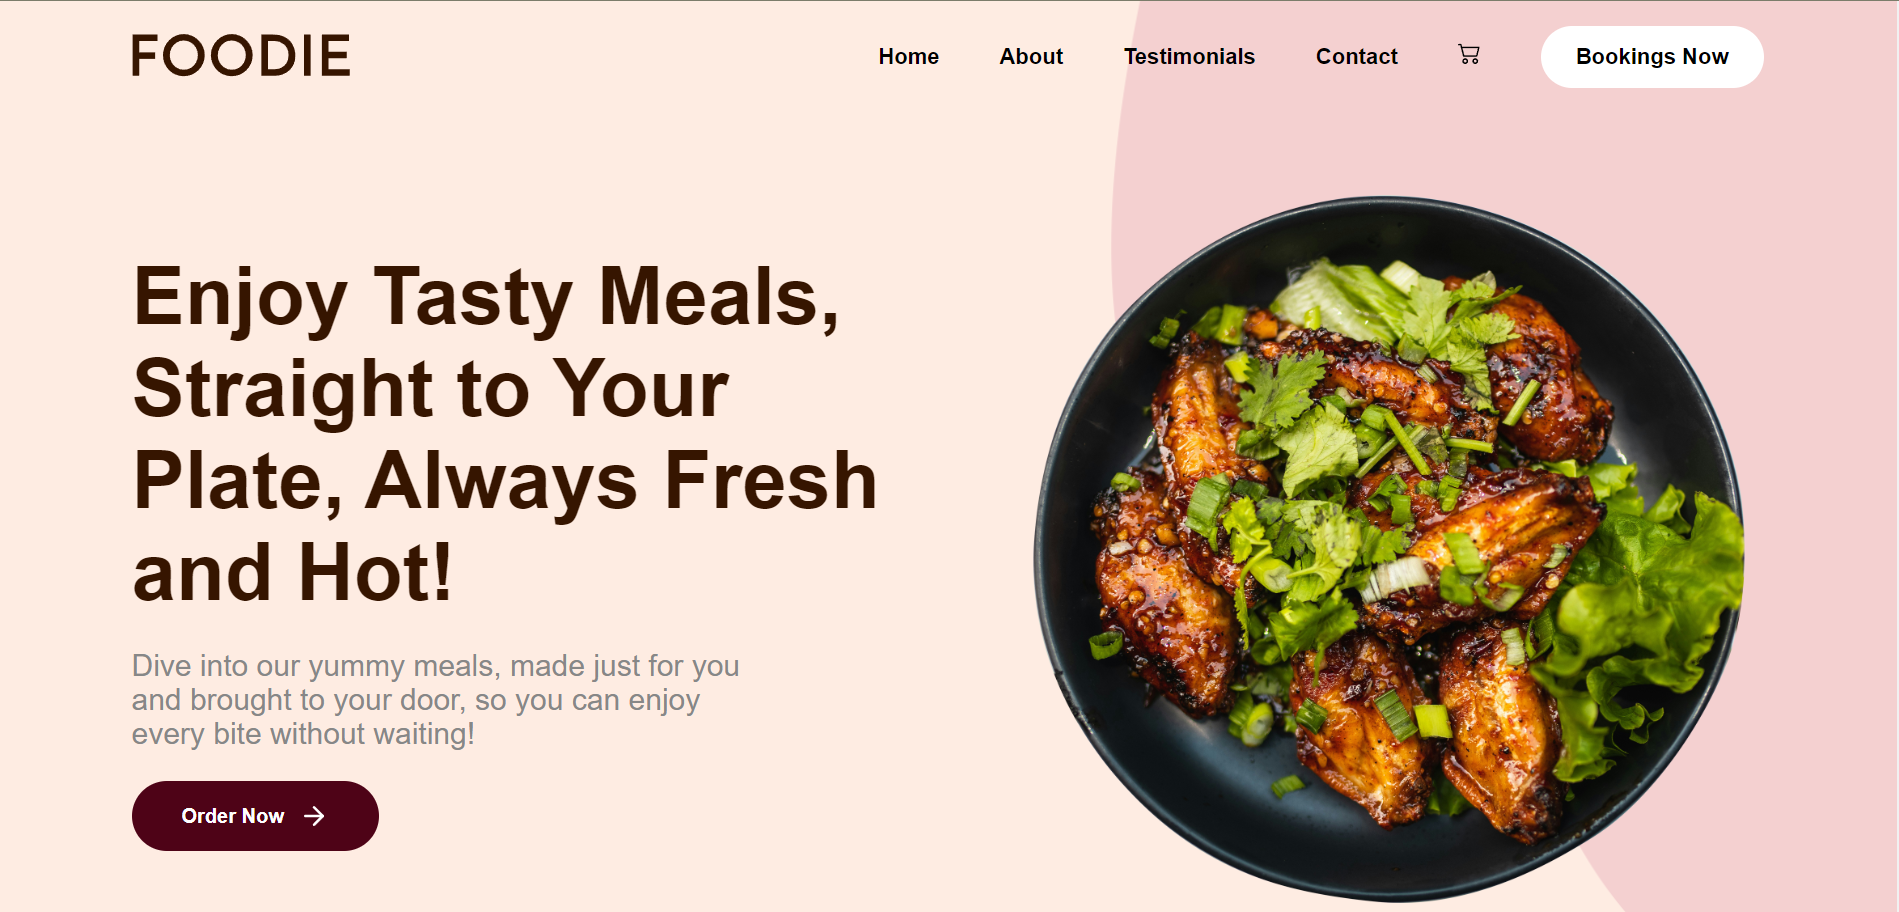 FOODIE
Home About Testimonials Contact Bookings Now
Enjoy Tasty Meals,
Straight to Your
Plate, Always Fresh
and Hot!
Dive into our yummy meals, made just for you
and brought to your door, so you can enjoy
every bite without waiting!
Order Now